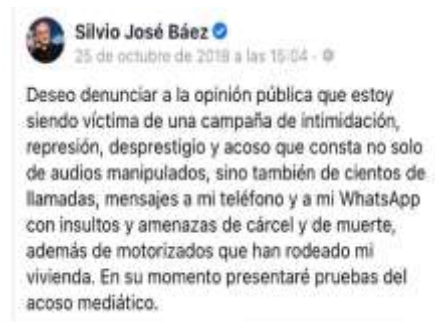 Silvio José Báez
25 de octubre de 2018 a las 15:04 ·
Deseo denunciar a la opinión pública que estoy
siendo víctima de una campaña de intimidación,
represión, desprestigio y acoso que consta no solo
de audios manipulados, sino también de cientos de
llamadas, mensajes a mi teléfono y a mi WhatsApp
con insultos y amenazas de cárcel y de muerte,
además de motorizados que han rodeado mi
vivienda. En su momento presentaré pruebas del
acoso mediático.